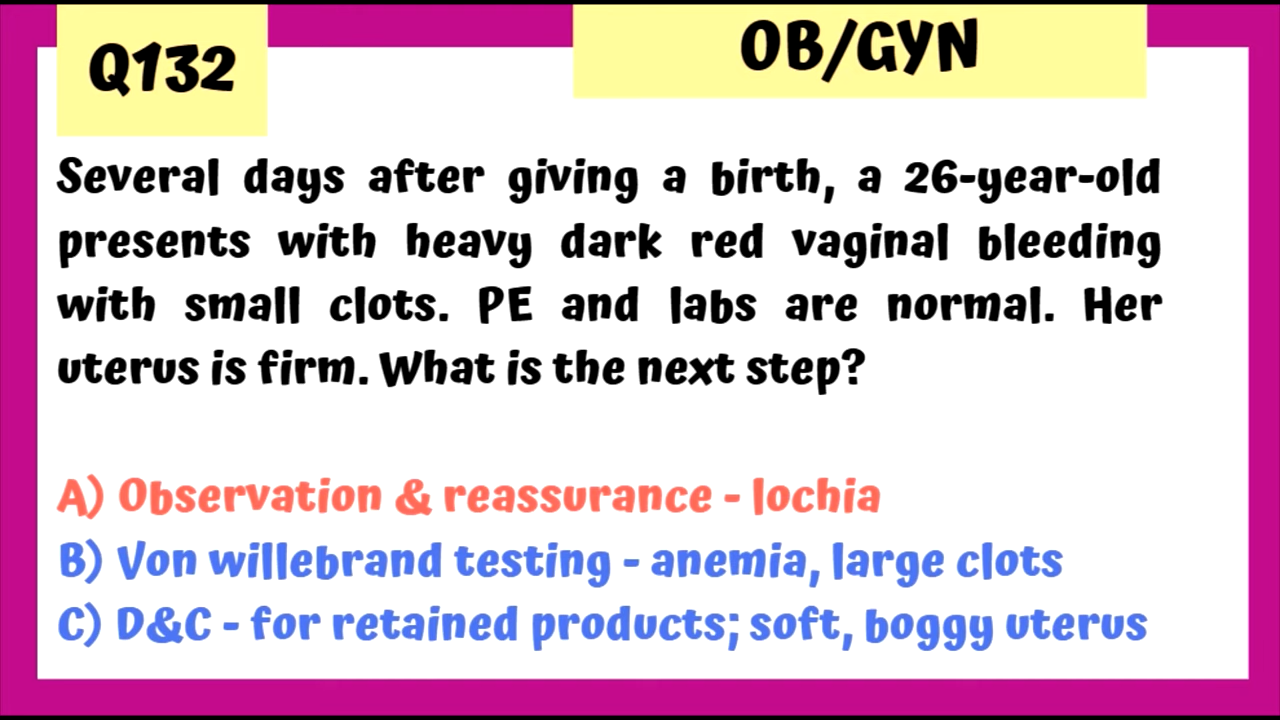 Q132
OB/GYN
Several days after giving a birth, a 26-year-old
presents with heavy dark red vaginal bleeding
with small clots. PE and labs are normal. Her
uterus is firm. What is the next step?
A) Observation & reassurance - lochia
B) Von willebrand testing - anemia, large clots
C) D&C - for retained products; soft, boggy uterus